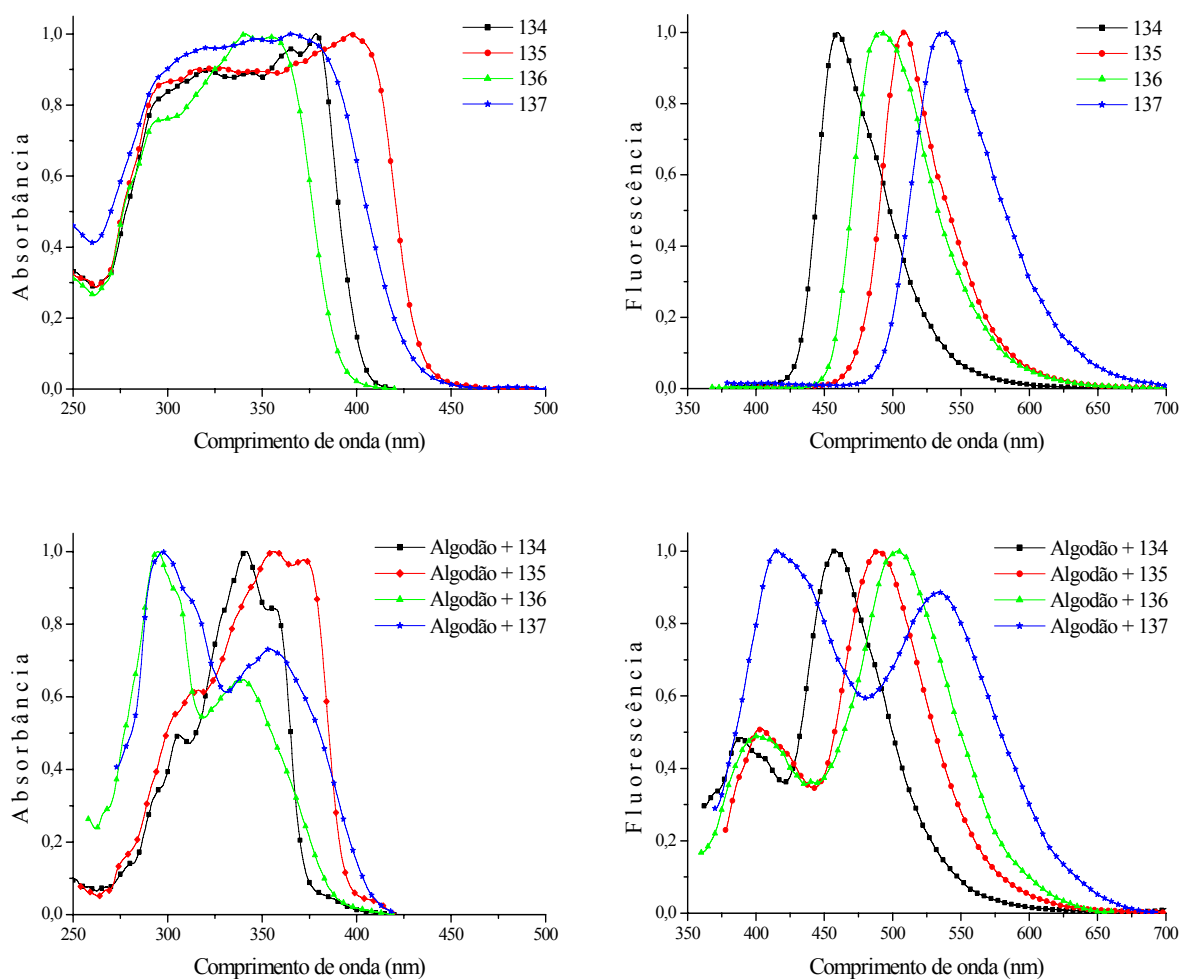 1,0
0,8
0,6
0,4
0,2
0,0
Absorbância
250 300 350 400 450 500
Comprimento de onda (nm)
134
135
136
137
1,0
0,8
0,6
0,4
0,2
0,0
Fluorescência
350 400 450 500 550 600 650 700
Comprimento de onda (nm)
134
135
136
137
1,0
0,8
0,6
0,4
0,2
0,0
Absorbância
250 300 350 400 450 500
Comprimento de onda (nm)
Algodão + 134
Algodão + 135
Algodão + 136
Algodão + 137
1,0
0,8
0,6
0,4
0,2
0,0
Fluorescência
350 400 450 500 550 600 650 700
Comprimento de onda (nm)
Algodão + 134
Algodão + 135
Algodão + 136
Algodão + 137